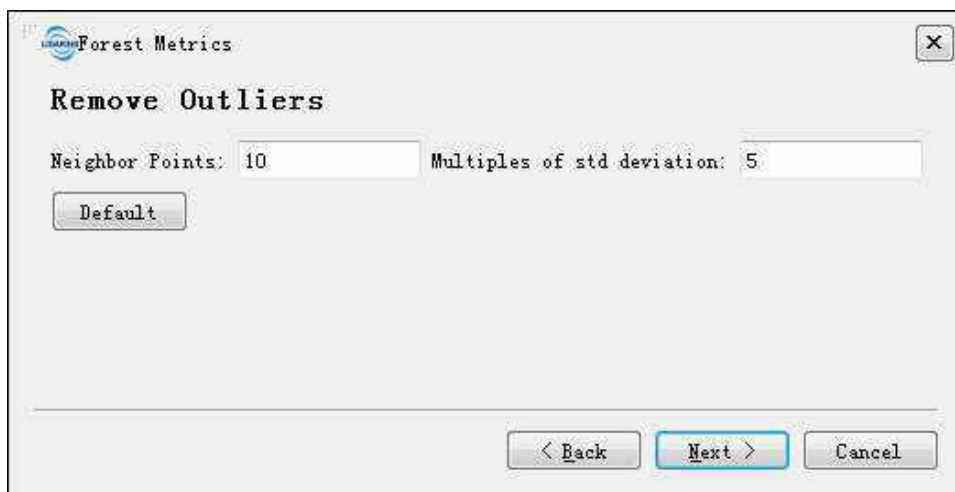 Forest Metrics
Remove Outliers
Neighbor Points: 10 Multiples of std deviation: 5
Default
< Back Next > Cancel